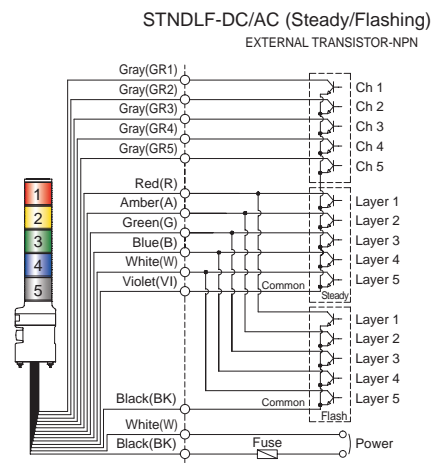 STNDLF-DC/AC (Steady/Flashing)
EXTERNAL TRANSISTOR-NPN
Gray(GR1)
Gray(GR2)
Gray(GR3)
Gray(GR4)
Gray(GR5)
Ch 1
Ch 2
Ch 3
Ch 4
Ch 5
Red(R)
Amber(A)
Green(G)
Blue(B)
White(W)
Violet(VI)
1
2
3
4
5
Layer 1
Layer 2
Layer 3
Layer 4
Layer 5
Common
Steady
Layer 1
Layer 2
Layer 3
Layer 4
Layer 5
Common
Flash
Black(BK)
White(W)
Black(BK)
Fuse
Power